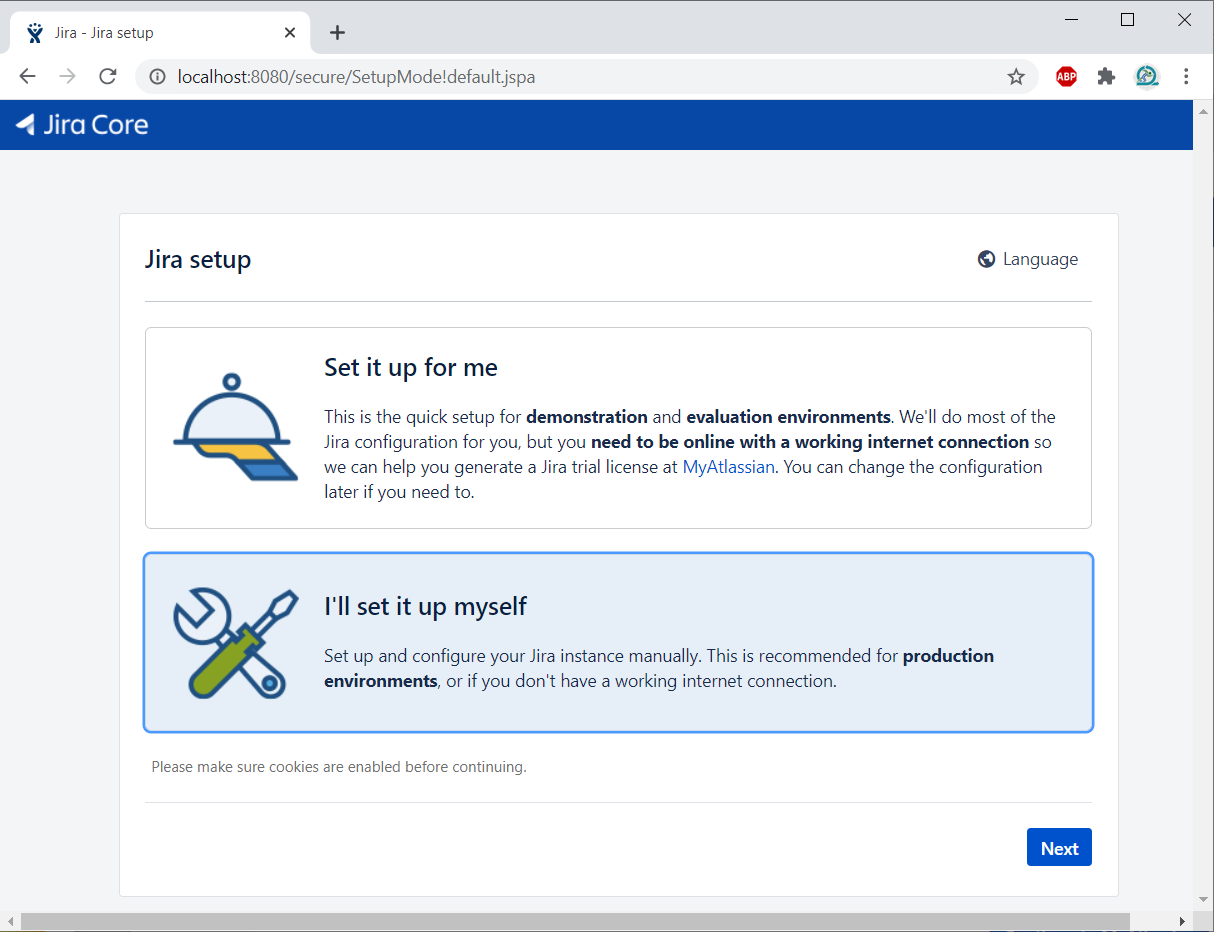 Jira - Jira setup
localhost:8080/secure/SetupMode!default.jspa
ABP
Jira Core
Jira setup
Language
Set it up for me
This is the quick setup for demonstration and evaluation environments. We'll do most of the
Jira configuration for you, but you need to be online with a working internet connection so
we can help you generate a Jira trial license at MyAtlassian. You can change the configuration
later if you need to.
I'll set it up myself
Set up and configure your Jira instance manually. This is recommended for production
environments, or if you don't have a working internet connection.
Please make sure cookies are enabled before continuing.
Next